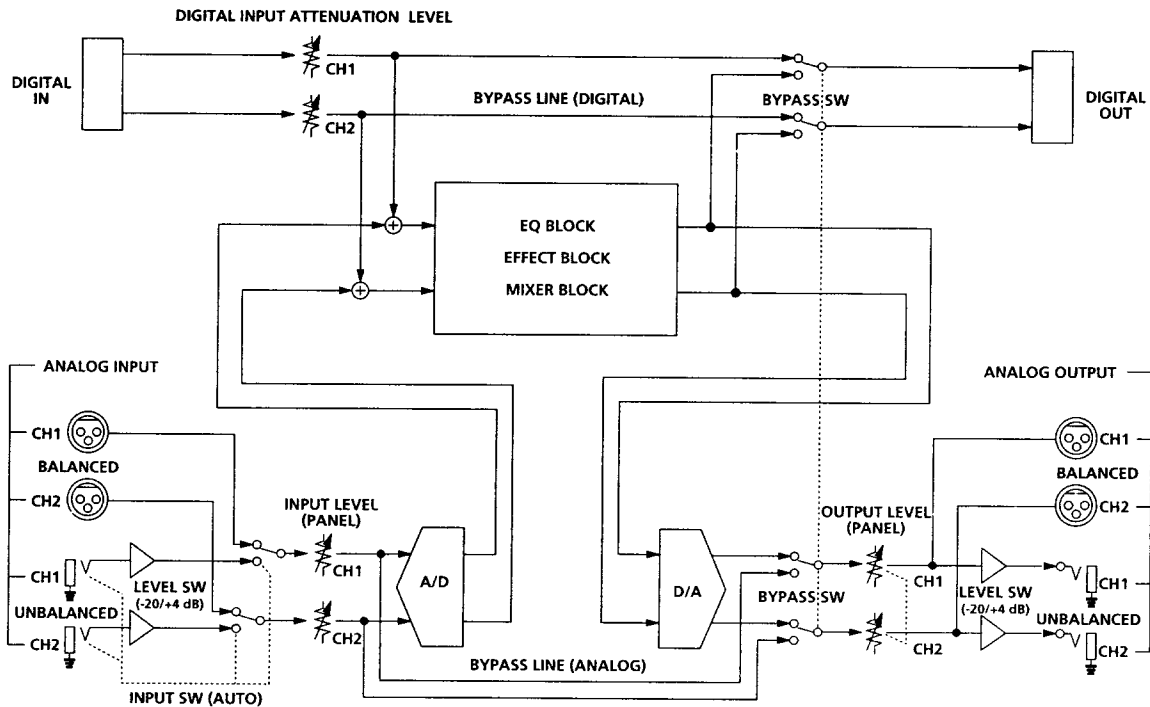 DIGITAL INPUT ATTENUATION LEVEL
DIGITAL
IN
CH1
CH2
BYPASS LINE (DIGITAL)
BYPASS SW
DIGITAL
OUT
EQ BLOCK
EFFECT BLOCK
MIXER BLOCK
ANALOG INPUT
CH1
BALANCED
CH2
CH1
UNBALANCED
CH2
LEVEL SW
(-20/+4 dB)
INPUT SW (AUTO)
INPUT LEVEL
(PANEL)
CH1
CH2
A/D
BYPASS LINE (ANALOG)
D/A
BYPASS SW
OUTPUT LEVEL
(PANEL)
CH1
CH2
LEVEL SW
(-20/+4 dB)
ANALOG OUTPUT
CH1
BALANCED
CH2
CH1
UNBALANCED
CH2